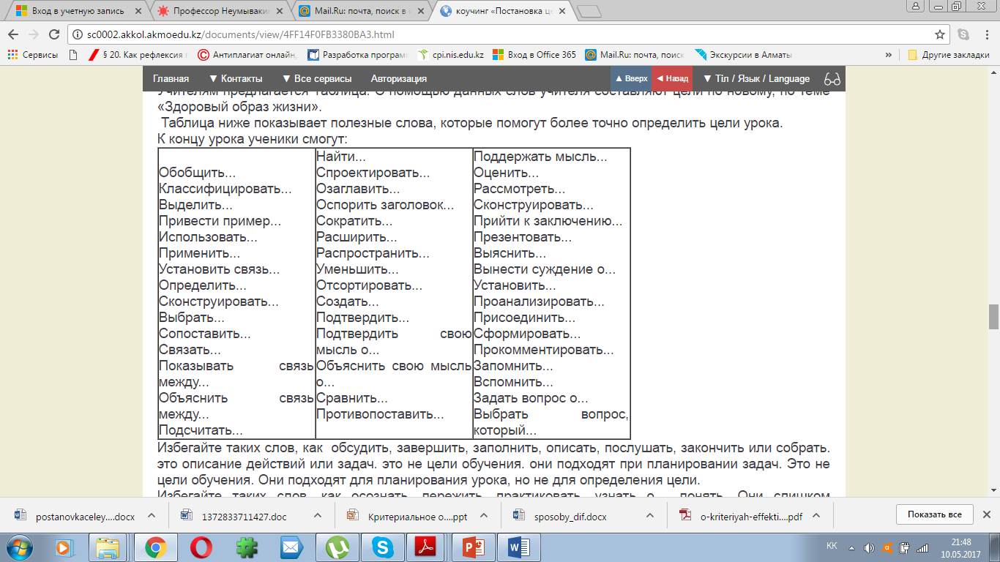 Вход в учетную запись
Профессор Неумываки
Mail.Ru: почта, поиск в и
коучинг «Постановка це
sc0002.akkol.akmoedu.kz/documents/view/4FF14F0FB3380BA3.html
Сервисы
§ 20. Как рефлексия г
Антиплагиат онлайн,
Разработка програм
cpi.nis.edu.kz
Вход в Office 365
Mail.Ru: почта, поиск
Экскурсии в Алматы
»
Другие закладки
Главная ▼ Контакты ▼ Все сервисы Авторизация ▲ Вверх ◄ Назад ▼ Тіл / Язык / Language
Учителям предлагается таблица. С помощью данных слов учителя составляют цели по новому, по теме
«Здоровый образ жизни».
Таблица ниже показывает полезные слова, которые помогут более точно определить цели урока.
К концу урока ученики смогут:
Обобщить...
Классифицировать...
Выделить...
Привести пример...
Использовать...
Применить...
Установить связь...
Определить...
Сконструировать...
Выбрать...
Сопоставить...
Связать...
Показывать связь
между...
Объяснить связь
между...
Подсчитать...
Найти...
Спроектировать...
Озаглавить...
Оспорить заголовок...
Сократить...
Расширить...
Распространить...
Уменьшить...
Отсортировать...
Создать...
Подтвердить...
Подтвердить свою
мысль о...
Объяснить свою мысль
о...
Сравнить...
Противопоставить...
Поддержать мысль...
Оценить...
Рассмотреть...
Сконструировать...
Прийти к заключению...
Презентовать...
Выяснить...
Вынести суждение о...
Установить...
Проанализировать...
Присоединить...
Сформировать...
Прокомментировать...
Запомнить...
Вспомнить...
Задать вопрос о...
Выбрать вопрос,
который...
Избегайте таких слов, как обсудить, завершить, заполнить, описать, послушать, закончить или собрать.
это описание действий или задач. это не цели обучения. они подходят при планировании задач. Это не
цели обучения. Они подходят для планирования урока, но не для определения цели.
Избегайте таких слов, как осознать, пережить, практиковать, узнать о, понять. Они слишком
postanovkaceley....docx
1372833711427.doc
Критериальное о....ppt
sposoby_dif.docx
o-kriteriyah-effekti....pdf
Показать все
KK
21:48
10.05.2017